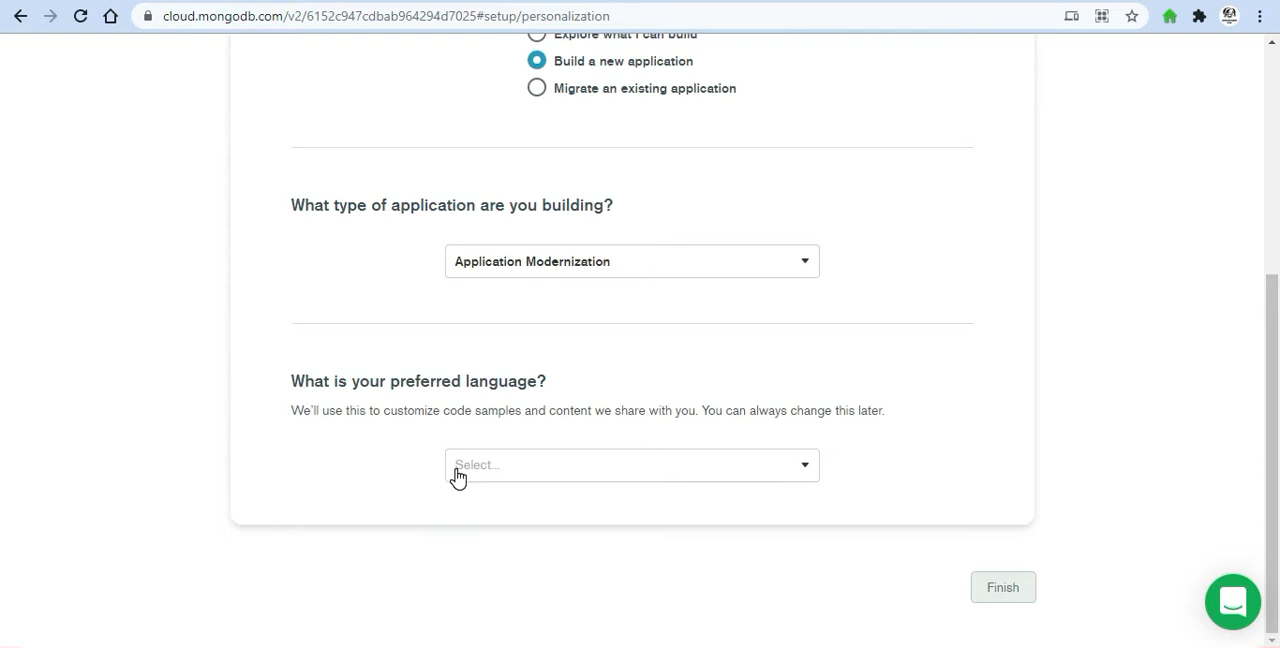 cloud.mongodb.com/v2/6152c947cdbab964294d7025#setup/personalization
Explore what I can build
Build a new application
Migrate an existing application
What type of application are you building?
Application Modernization
What is your preferred language?
We'll use this to customize code samples and content we share with you. You can always change this later.
Select...
Finish